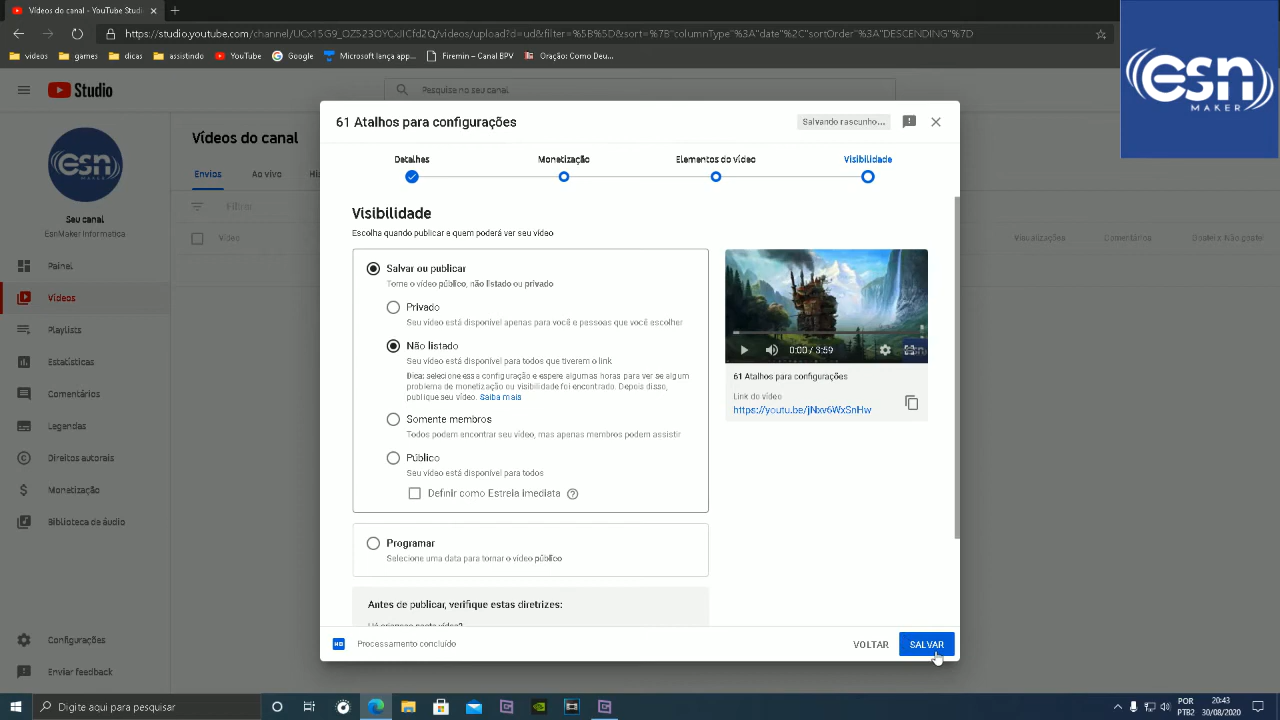 Vídeos do canal - YouTube Studi
https://studio.youtube.com/channel/UCx15G9_OZ523OYCxJICfd2Q/videos/upload?d=ud&filter=%5B%5D&sort=%7B"columnType"%3A"date"%2C"sortOrder"%3A"DESCENDING"%7D
videos games dicas assistindo YouTube Google Microsoft lança app... Firemin – Canal BPV Oração: Como Deu...
esn
MAKER
Studio
Pesquise no seu canal
61 Atalhos para configurações
Salvando rascunho...
Detalhes Monetização Elementos do vídeo Visibilidade
Vídeos do canal
Envios Ao vivo
Filtrar
Vídeo
Visualizações Comentários
esn
Seu canal
EsnMaker Informatica
Painel
Vídeos
Playlists
Estatísticas
Comentários
Legendas
Direitos autorais
Monetização
Biblioteca de áudio
Configurações
Enviar feedback
Visibilidade
Escolha quando publicar e quem poderá ver seu vídeo
Salvar ou publicar
Torne o vídeo público, não listado ou privado
Privado
Seu vídeo está disponível apenas para você e pessoas que você escolher
Não listado
Seu vídeo está disponível para todos que tiverem o link
Dica: selecione essa configuração e espere algumas horas para ver se algum
problema de monetização ou visibilidade foi encontrado. Depois disso,
publique seu vídeo. Saiba mais
Somente membros
Todos podem encontrar seu vídeo, mas apenas membros podem assistir
Público
Seu vídeo está disponível para todos
Definir como Estreia imediata
Programar
Selecione uma data para tornar o vídeo público
Antes de publicar, verifique estas diretrizes:
Há crianças neste vídeo?
0:00 / 3:59
61 Atalhos para configurações
Link do vídeo
https://youtu.be/jNxv6WxSnHw
Processamento concluído
VOLTAR
SALVAR
Digite aqui para pesquisar
POR
PTB2
20:43
30/08/2020